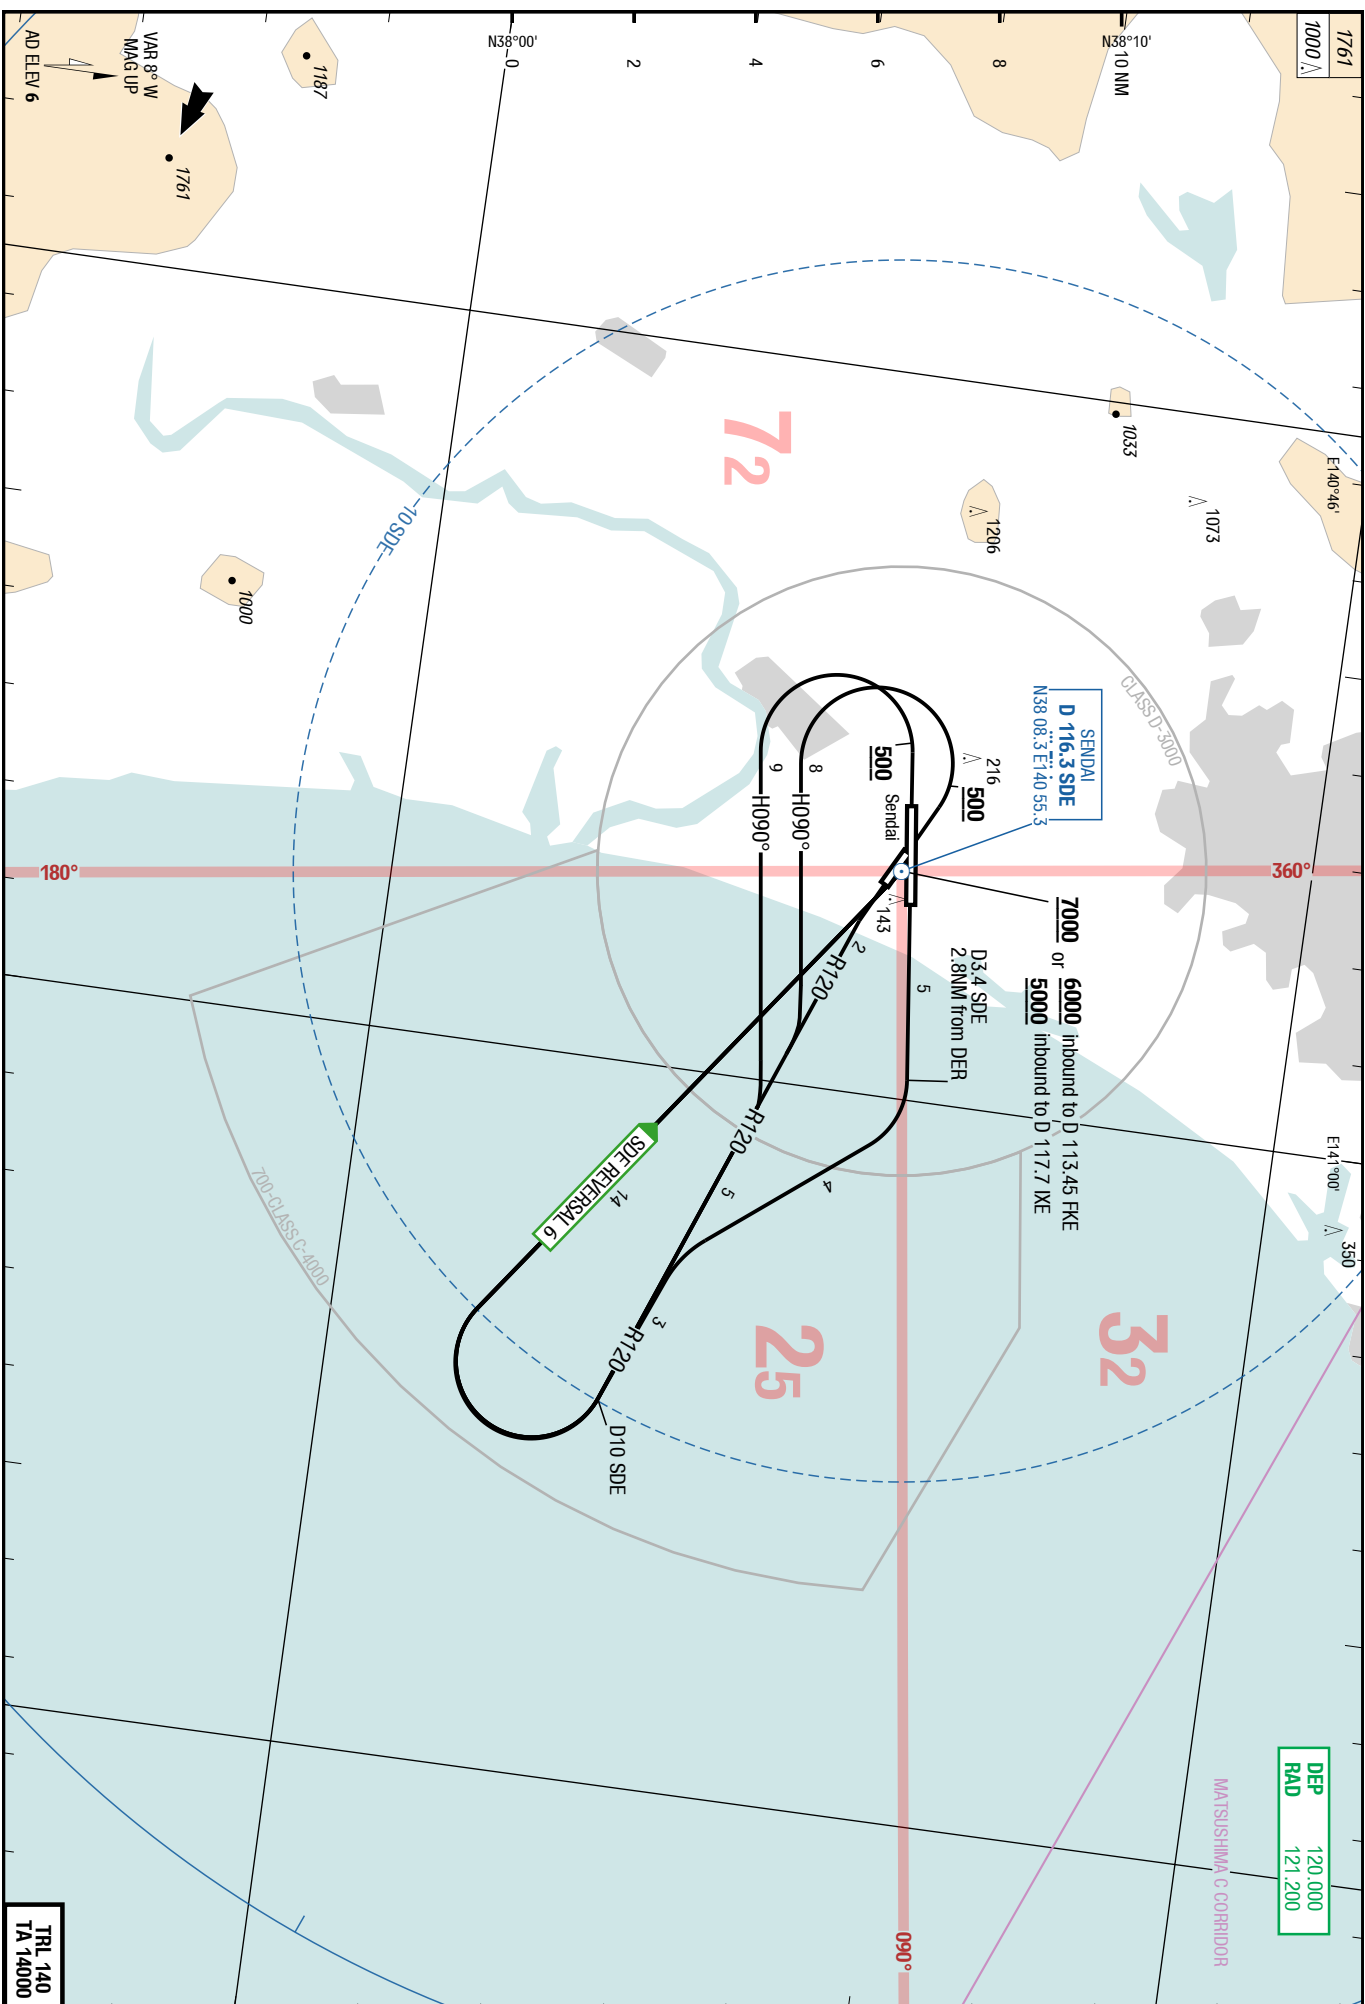 1761
1000
N38°10'
10 NM
8
6
4
2
0
N38°00'
1187
1761
VAR 8° W
MAG UP
AD ELEV 6
E140°46'
1033
1073
1206
72
10 SDE
1000
CLASS D-3000
SENDAI
D 116.3 SDE
N38 08.3 E140 55.3
216
500
500
Sendai
9
8
H090°
H090°
360°
180°
143
7000 or 6000 inbound to D 113.45 FKE
5000 inbound to D 117.7 IXE
D3.4 SDE
2.8NM from DER
5
2
R120
R120
5
4
3
R120
SDE REVERSAL 6
14
D10 SDE
E141°00'
350
32
25
700-CLASS C-4000
DEP 120.000
RAD 121.200
MATSUSHIMA C CORRIDOR
090°
TRL 140
TA 14000